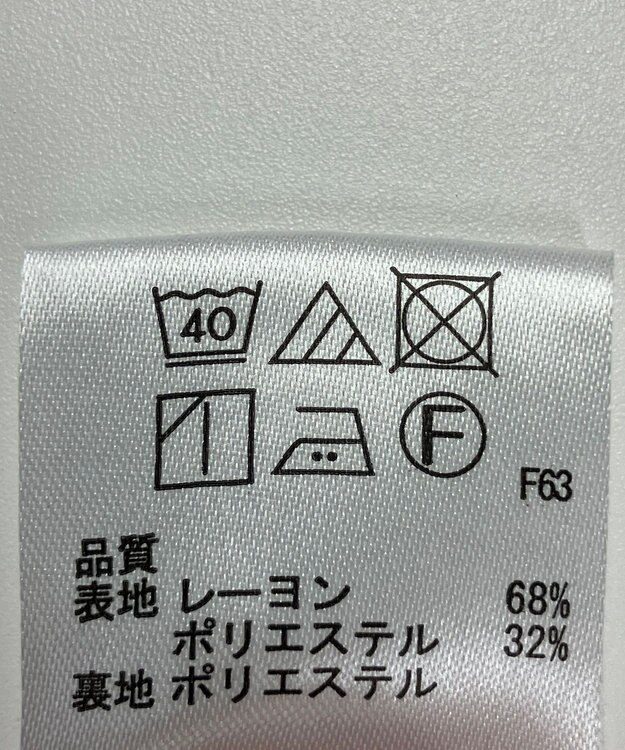 40
F
F63
品質
表地 レーヨン 68%
ポリエステル 32%
裏地 ポリエステル